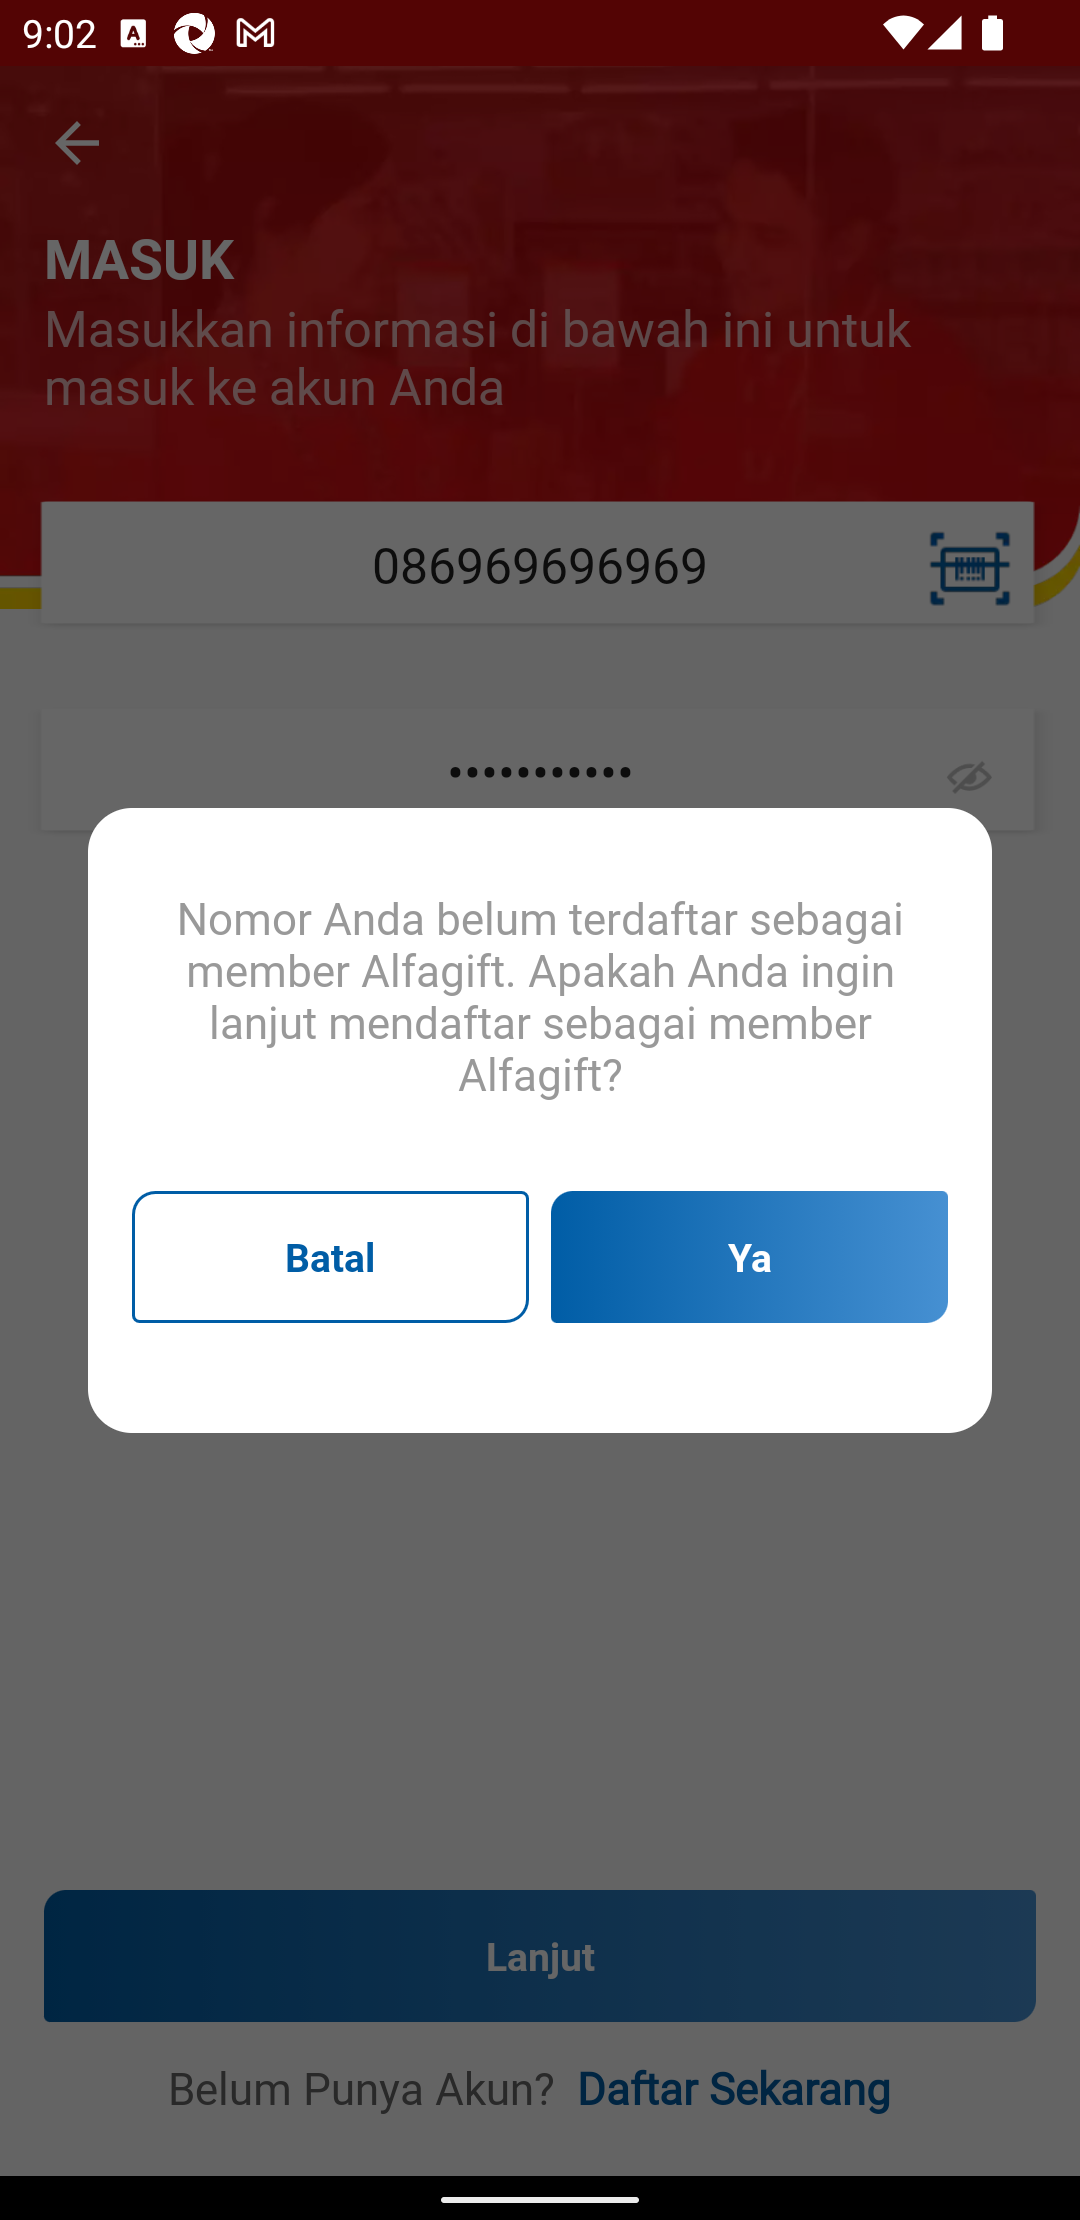 9:02
MASUK
Masukkan informasi di bawah ini untuk
masuk ke akun Anda
086969696969
•••••••••••
Nomor Anda belum terdaftar sebagai
member Alfagift. Apakah Anda ingin
lanjut mendaftar sebagai member
Alfagift?
Batal
Ya
Lanjut
Belum Punya Akun? Daftar Sekarang